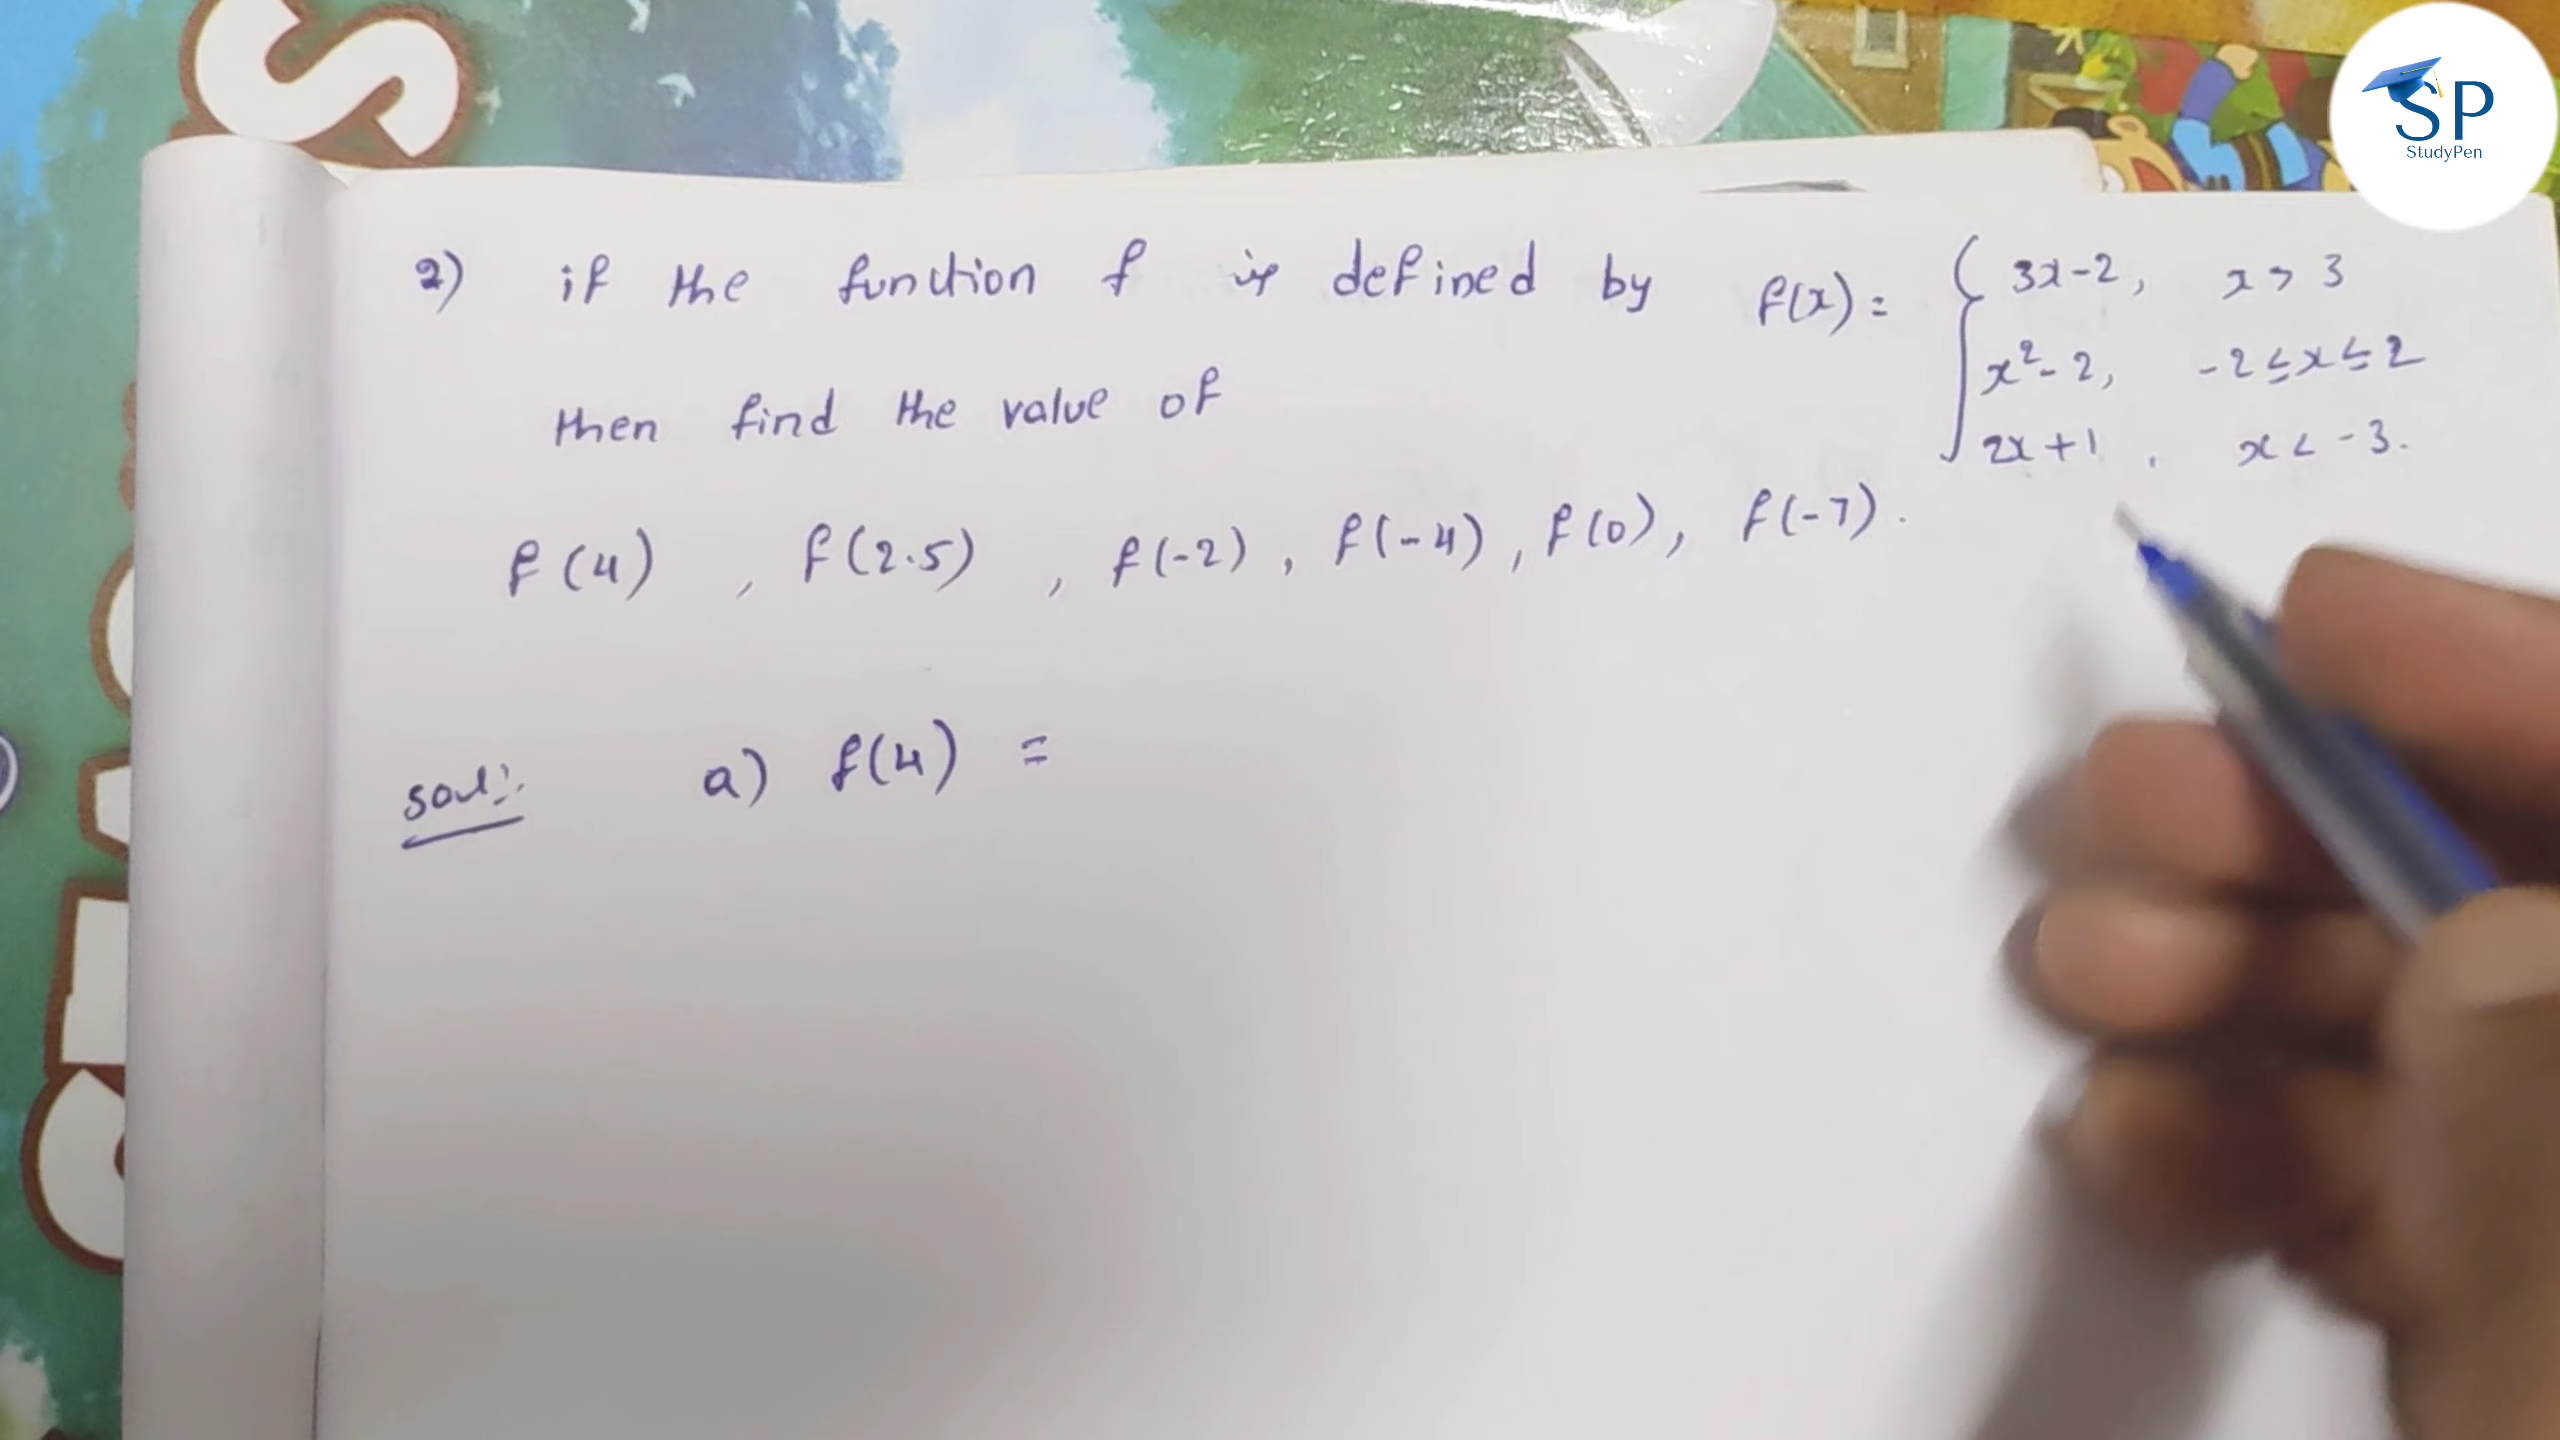 SP
StudyPen
2) if the function f is defined by f(x) = { 3x-2, x > 3
x²-2, -2 ≤ x ≤ 2
2x+1, x < -3.
then find the value of
f(4), f(2.5), f(-2), f(-4), f(0), f(-7).
soul:- a) f(4) =